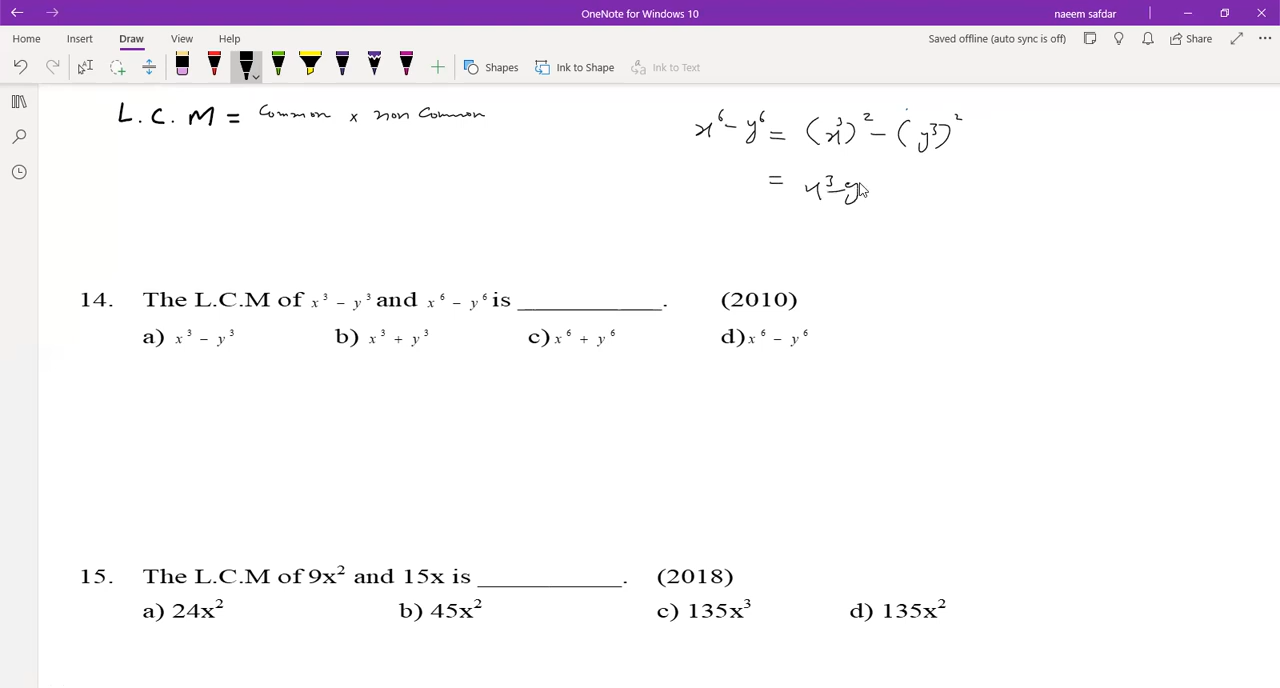 OneNote for Windows 10
naeem safdar
Home Insert Draw View Help
Saved offline (auto sync is off) Share
Shapes Ink to Shape Ink to Text
L.C.M = Common x non Common
x⁶ - y⁶ = (x³)² - (y³)²
= x³ - y
14. The L.C.M of x³ - y³ and x⁶ - y⁶ is ____________. (2010)
a) x³ - y³ b) x³ + y³ c) x⁶ + y⁶ d) x⁶ - y⁶
15. The L.C.M of 9x² and 15x is ____________. (2018)
a) 24x² b) 45x² c) 135x³ d) 135x²